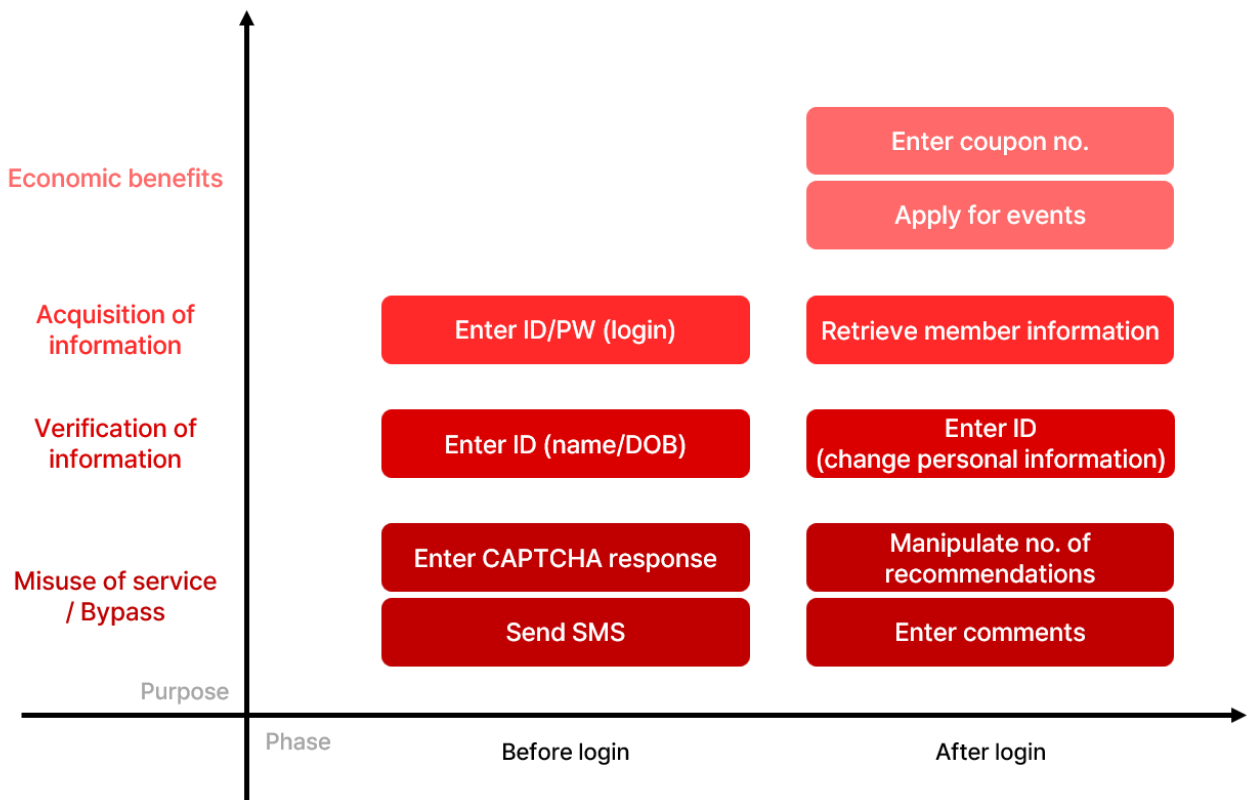 Enter coupon no.
Economic benefits
Apply for events
Acquisition of
information
Enter ID/PW (login)
Retrieve member information
Verification of
information
Enter ID (name/DOB)
Enter ID
(change personal information)
Misuse of service
/ Bypass
Enter CAPTCHA response
Manipulate no. of
recommendations
Send SMS
Enter comments
Purpose
Phase
Before login
After login